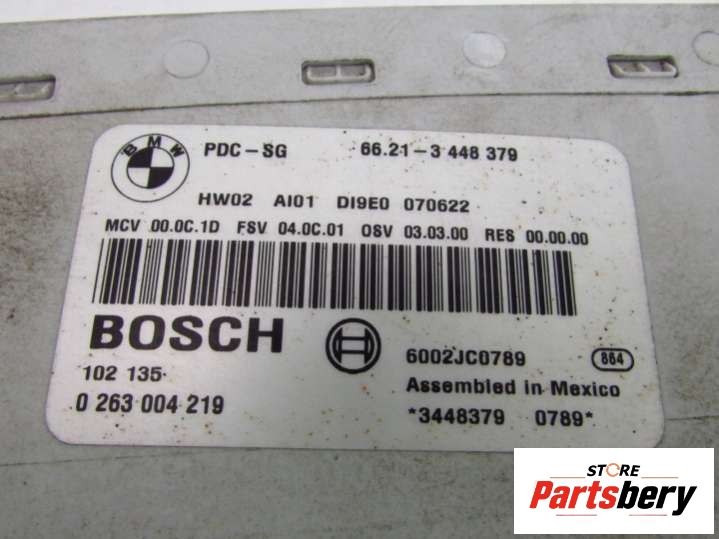 BMW
PDC-SG 66.21-3 448 379
HW02 AI01 DI9E0 070622
MCV 00.0C.1D FSV 04.0C.01 OSV 03.03.00 RES 00.00.00
BOSCH
6002JC0789 864
102 135
Assembled in Mexico
0 263 004 219
*3448379 0789*
STORE
Partsbery